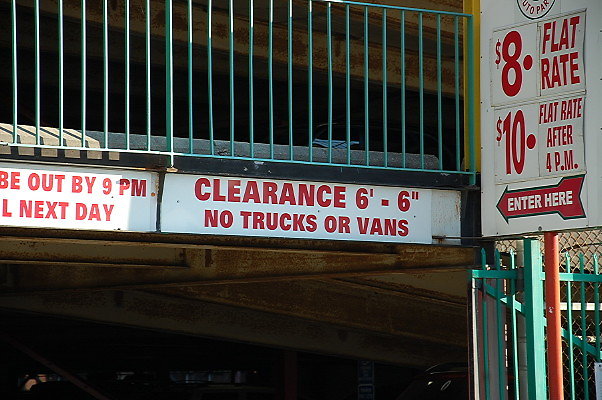 BE OUT BY 9 PM
L NEXT DAY
CLEARANCE 6' - 6"
NO TRUCKS OR VANS
$8. FLAT
RATE
$10. FLAT RATE
AFTER
4 P.M.
ENTER HERE